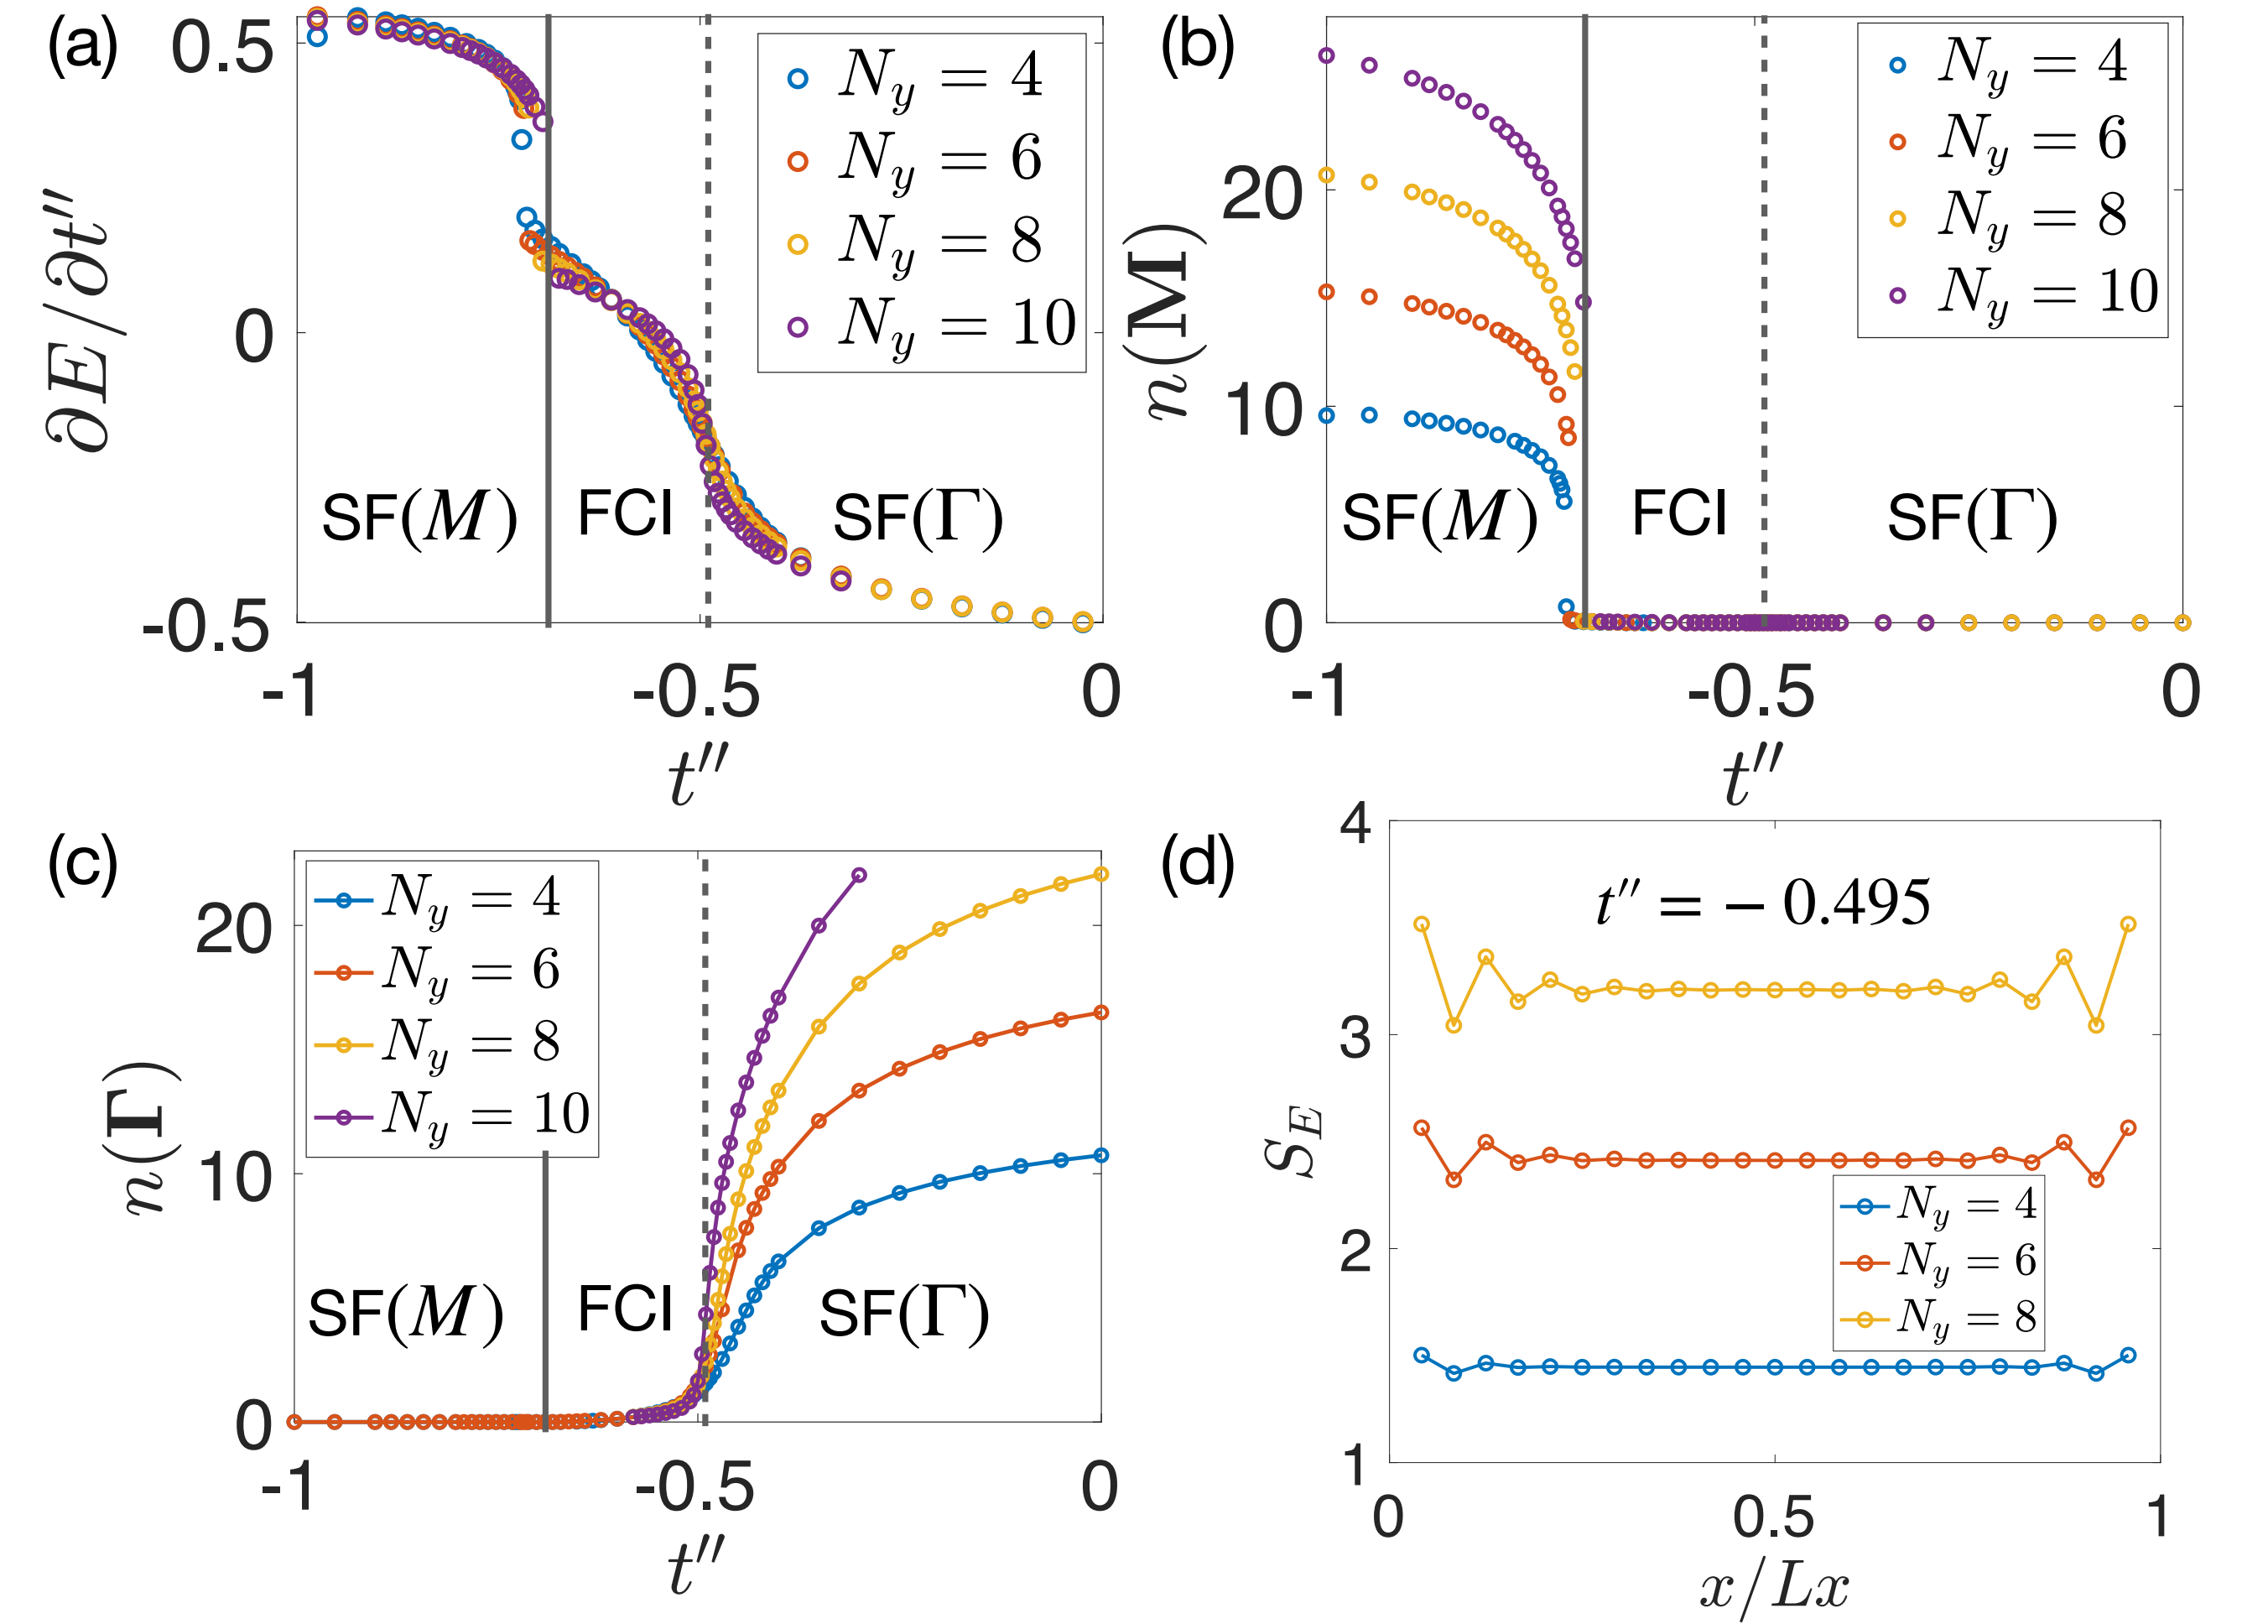 (a)
0.5
0
-0.5
∂E/∂t″
N_y = 4
N_y = 6
N_y = 8
N_y = 10
SF(M)
FCI
SF(Γ)
-1
-0.5
0
t″
(b)
20
10
0
n(M)
N_y = 4
N_y = 6
N_y = 8
N_y = 10
SF(M)
FCI
SF(Γ)
-1
-0.5
0
t″
(c)
20
10
0
n(Γ)
N_y = 4
N_y = 6
N_y = 8
N_y = 10
SF(M)
FCI
SF(Γ)
-1
-0.5
0
t″
(d)
4
3
2
1
S_E
t″ = − 0.495
N_y = 4
N_y = 6
N_y = 8
0
0.5
1
x/Lx